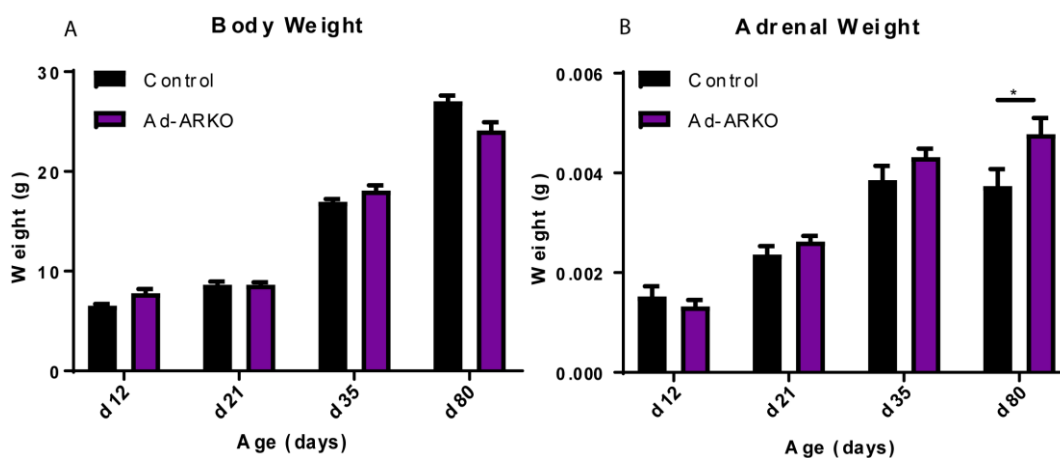 A
Body Weight
Control
Ad-ARKO
30
20
10
0
Weight (g)
d12
d21
d35
d80
Age (days)
B
Adrenal Weight
Control
Ad-ARKO
*
0.006
0.004
0.002
0.000
Weight (g)
d12
d21
d35
d80
Age (days)